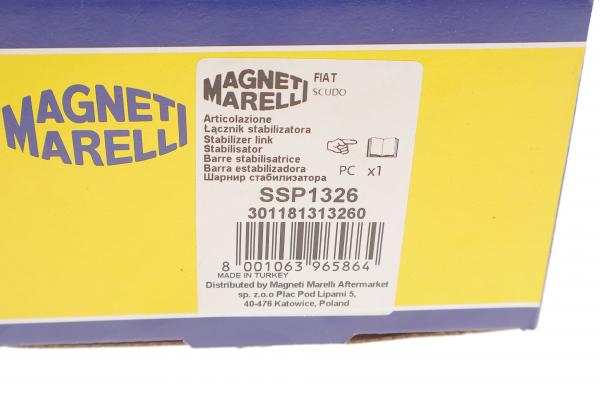 MAGNETI
MARELLI
MAGNETI
MARELLI
FIAT
SCUDO
Articolazione
Łącznik stabilizatora
Stabilizer link
Stabilisator
Barre stabilisatrice
Barra estabilizadora
Шарнир стабилизатора
PC x1
SSP1326
301181313260
8 001063 965864
MADE IN TURKEY
Distributed by Magneti Marelli Aftermarket
sp. z.o.o Plac Pod Lipami 5,
40-476 Katowice, Poland